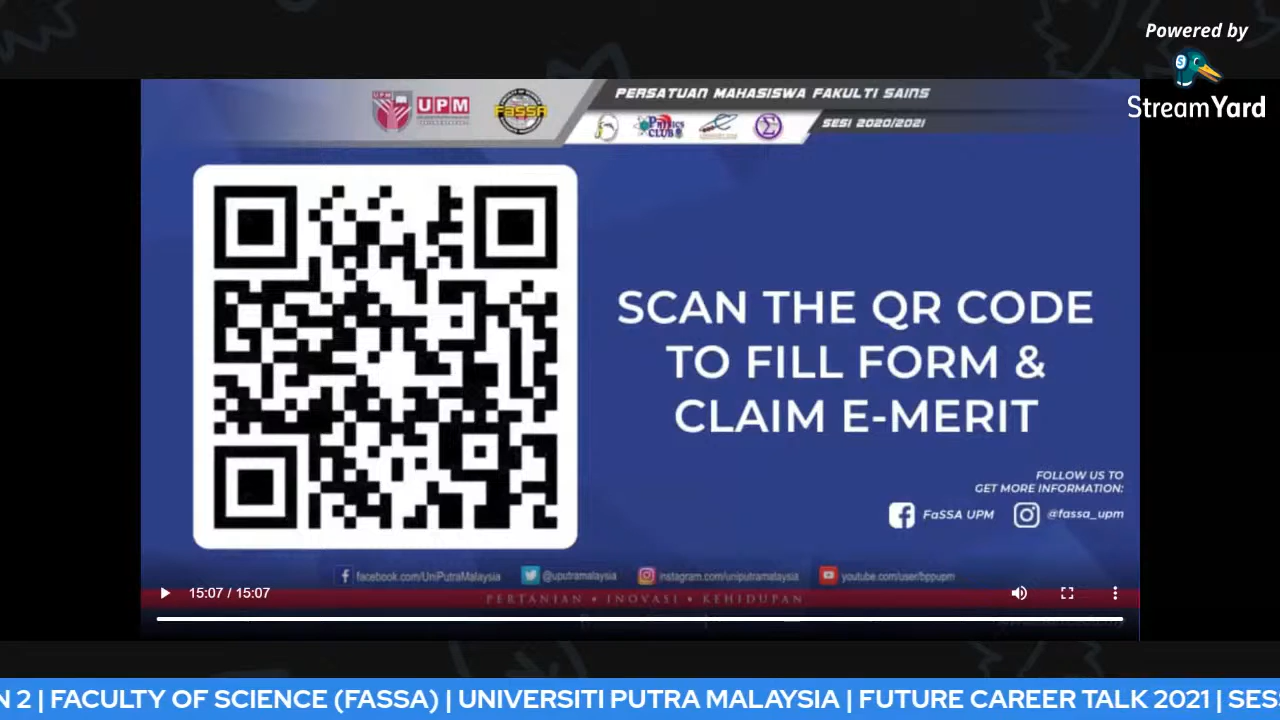 Powered by
StreamYard
PERSATUAN MAHASISWA FAKULTI SAINS
UPM
FaSSA
PHYSICS
CLUB
SESI 2020/2021
SCAN THE QR CODE
TO FILL FORM &
CLAIM E-MERIT
FOLLOW US TO
GET MORE INFORMATION:
FaSSA UPM @fassa_upm
facebook.com/UniPutraMalaysia @uputramalaysia instagram.com/uniputramalaysia youtube.com/user/bppupm
15:07 / 15:07
PERTANIAN • INOVASI • KEHIDUPAN
N 2 | FACULTY OF SCIENCE (FASSA) | UNIVERSITI PUTRA MALAYSIA | FUTURE CAREER TALK 2021 | SES